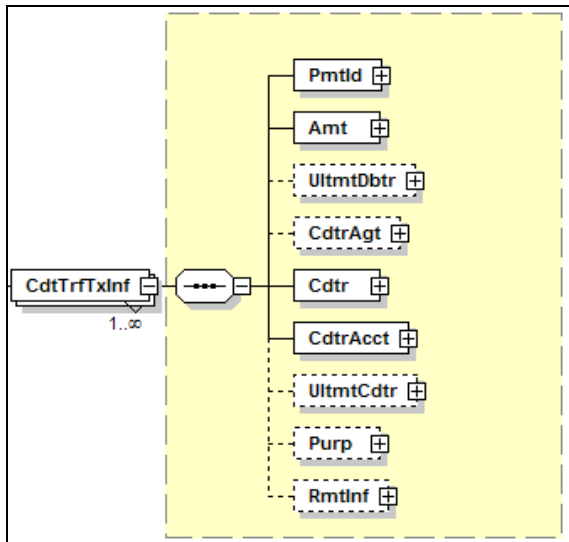 PmtId
Amt
UltmtDbtr
CdtrAgt
CdtTrfTxInf
1..∞
Cdtr
CdtrAcct
UltmtCdtr
Purp
RmtInf